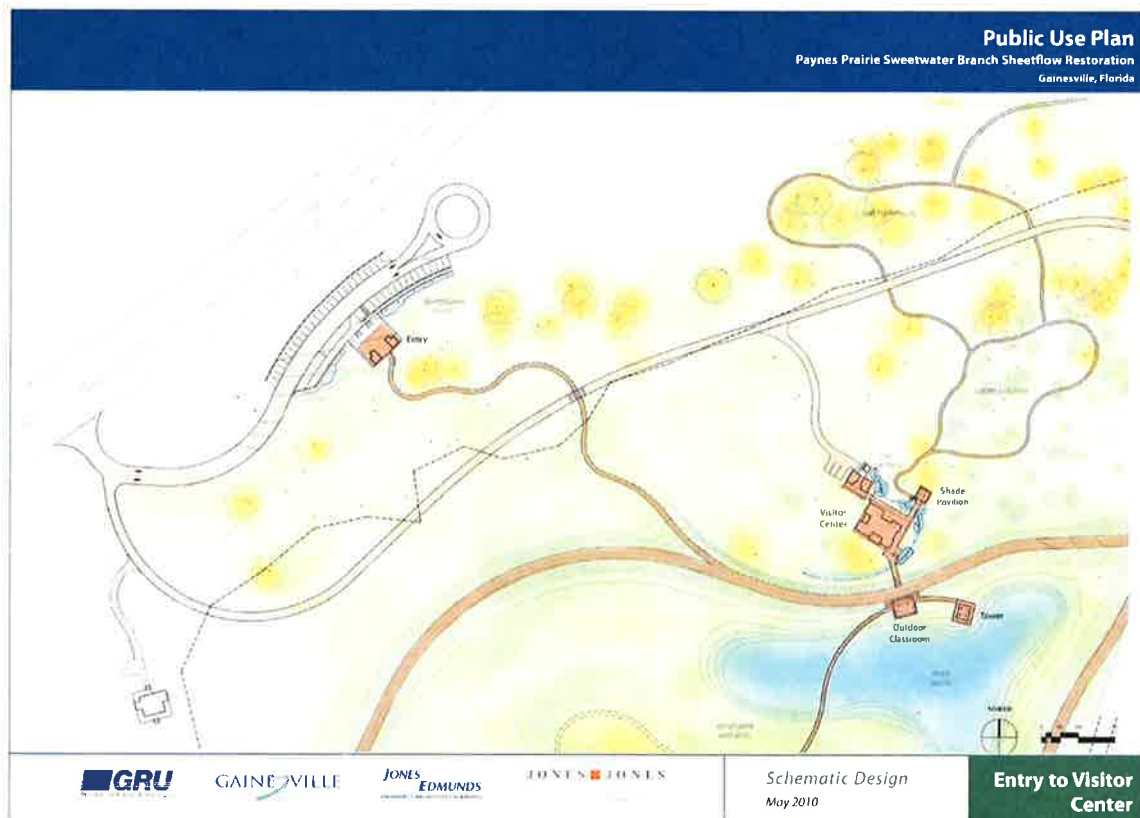 Public Use Plan
Paynes Prairie Sweetwater Branch Sheetflow Restoration
Gainesville, Florida
Entry
Shade
Pavilion
Visitor
Center
Outdoor
Classroom
Tower
NORTH
GRU
GAINESVILLE
JONES
EDMUNDS
JONES JONES
Schematic Design
May 2010
Entry to Visitor
Center